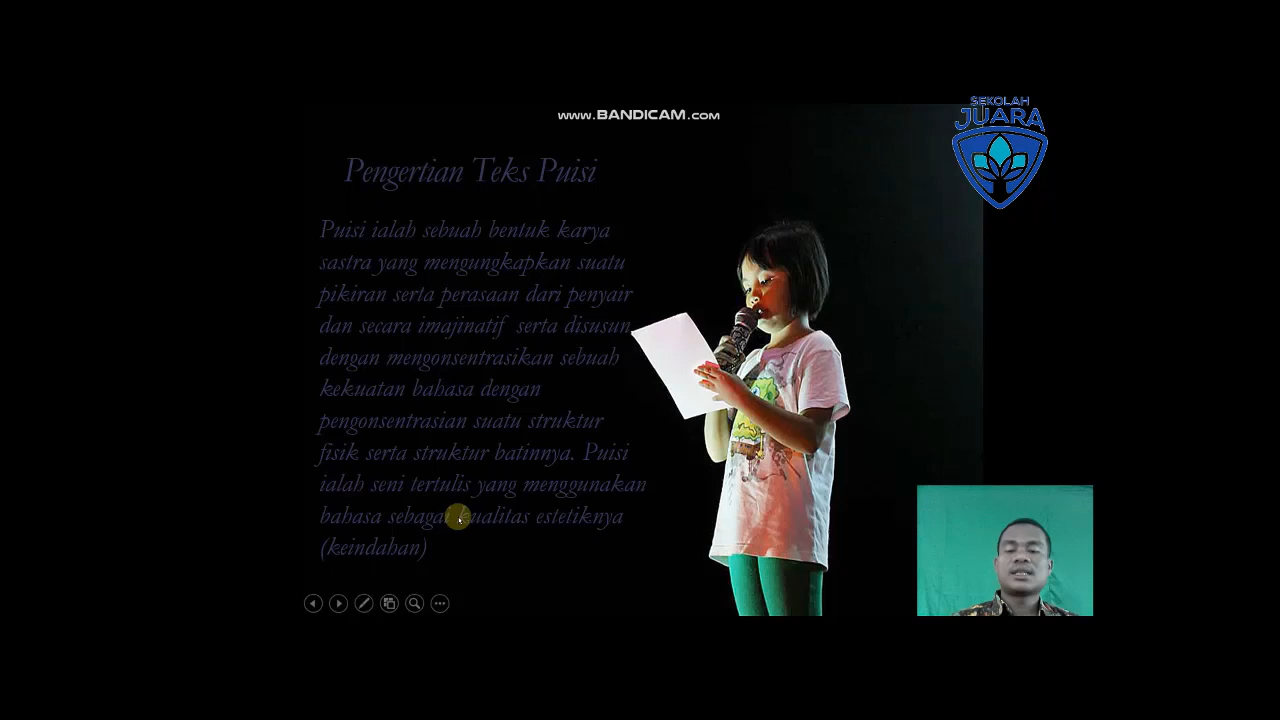 www.BANDICAM.com
SEKOLAH
JUARA
Pengertian Teks Puisi
Puisi ialah sebuah bentuk karya
sastra yang mengungkapkan suatu
pikiran serta perasaan dari penyair
dan secara imajinatif serta disusun
dengan mengonsentrasikan sebuah
kekuatan bahasa dengan
pengonsentrasian suatu struktur
fisik serta struktur batinnya. Puisi
ialah seni tertulis yang menggunakan
bahasa sebagai kualitas estetiknya
(keindahan)